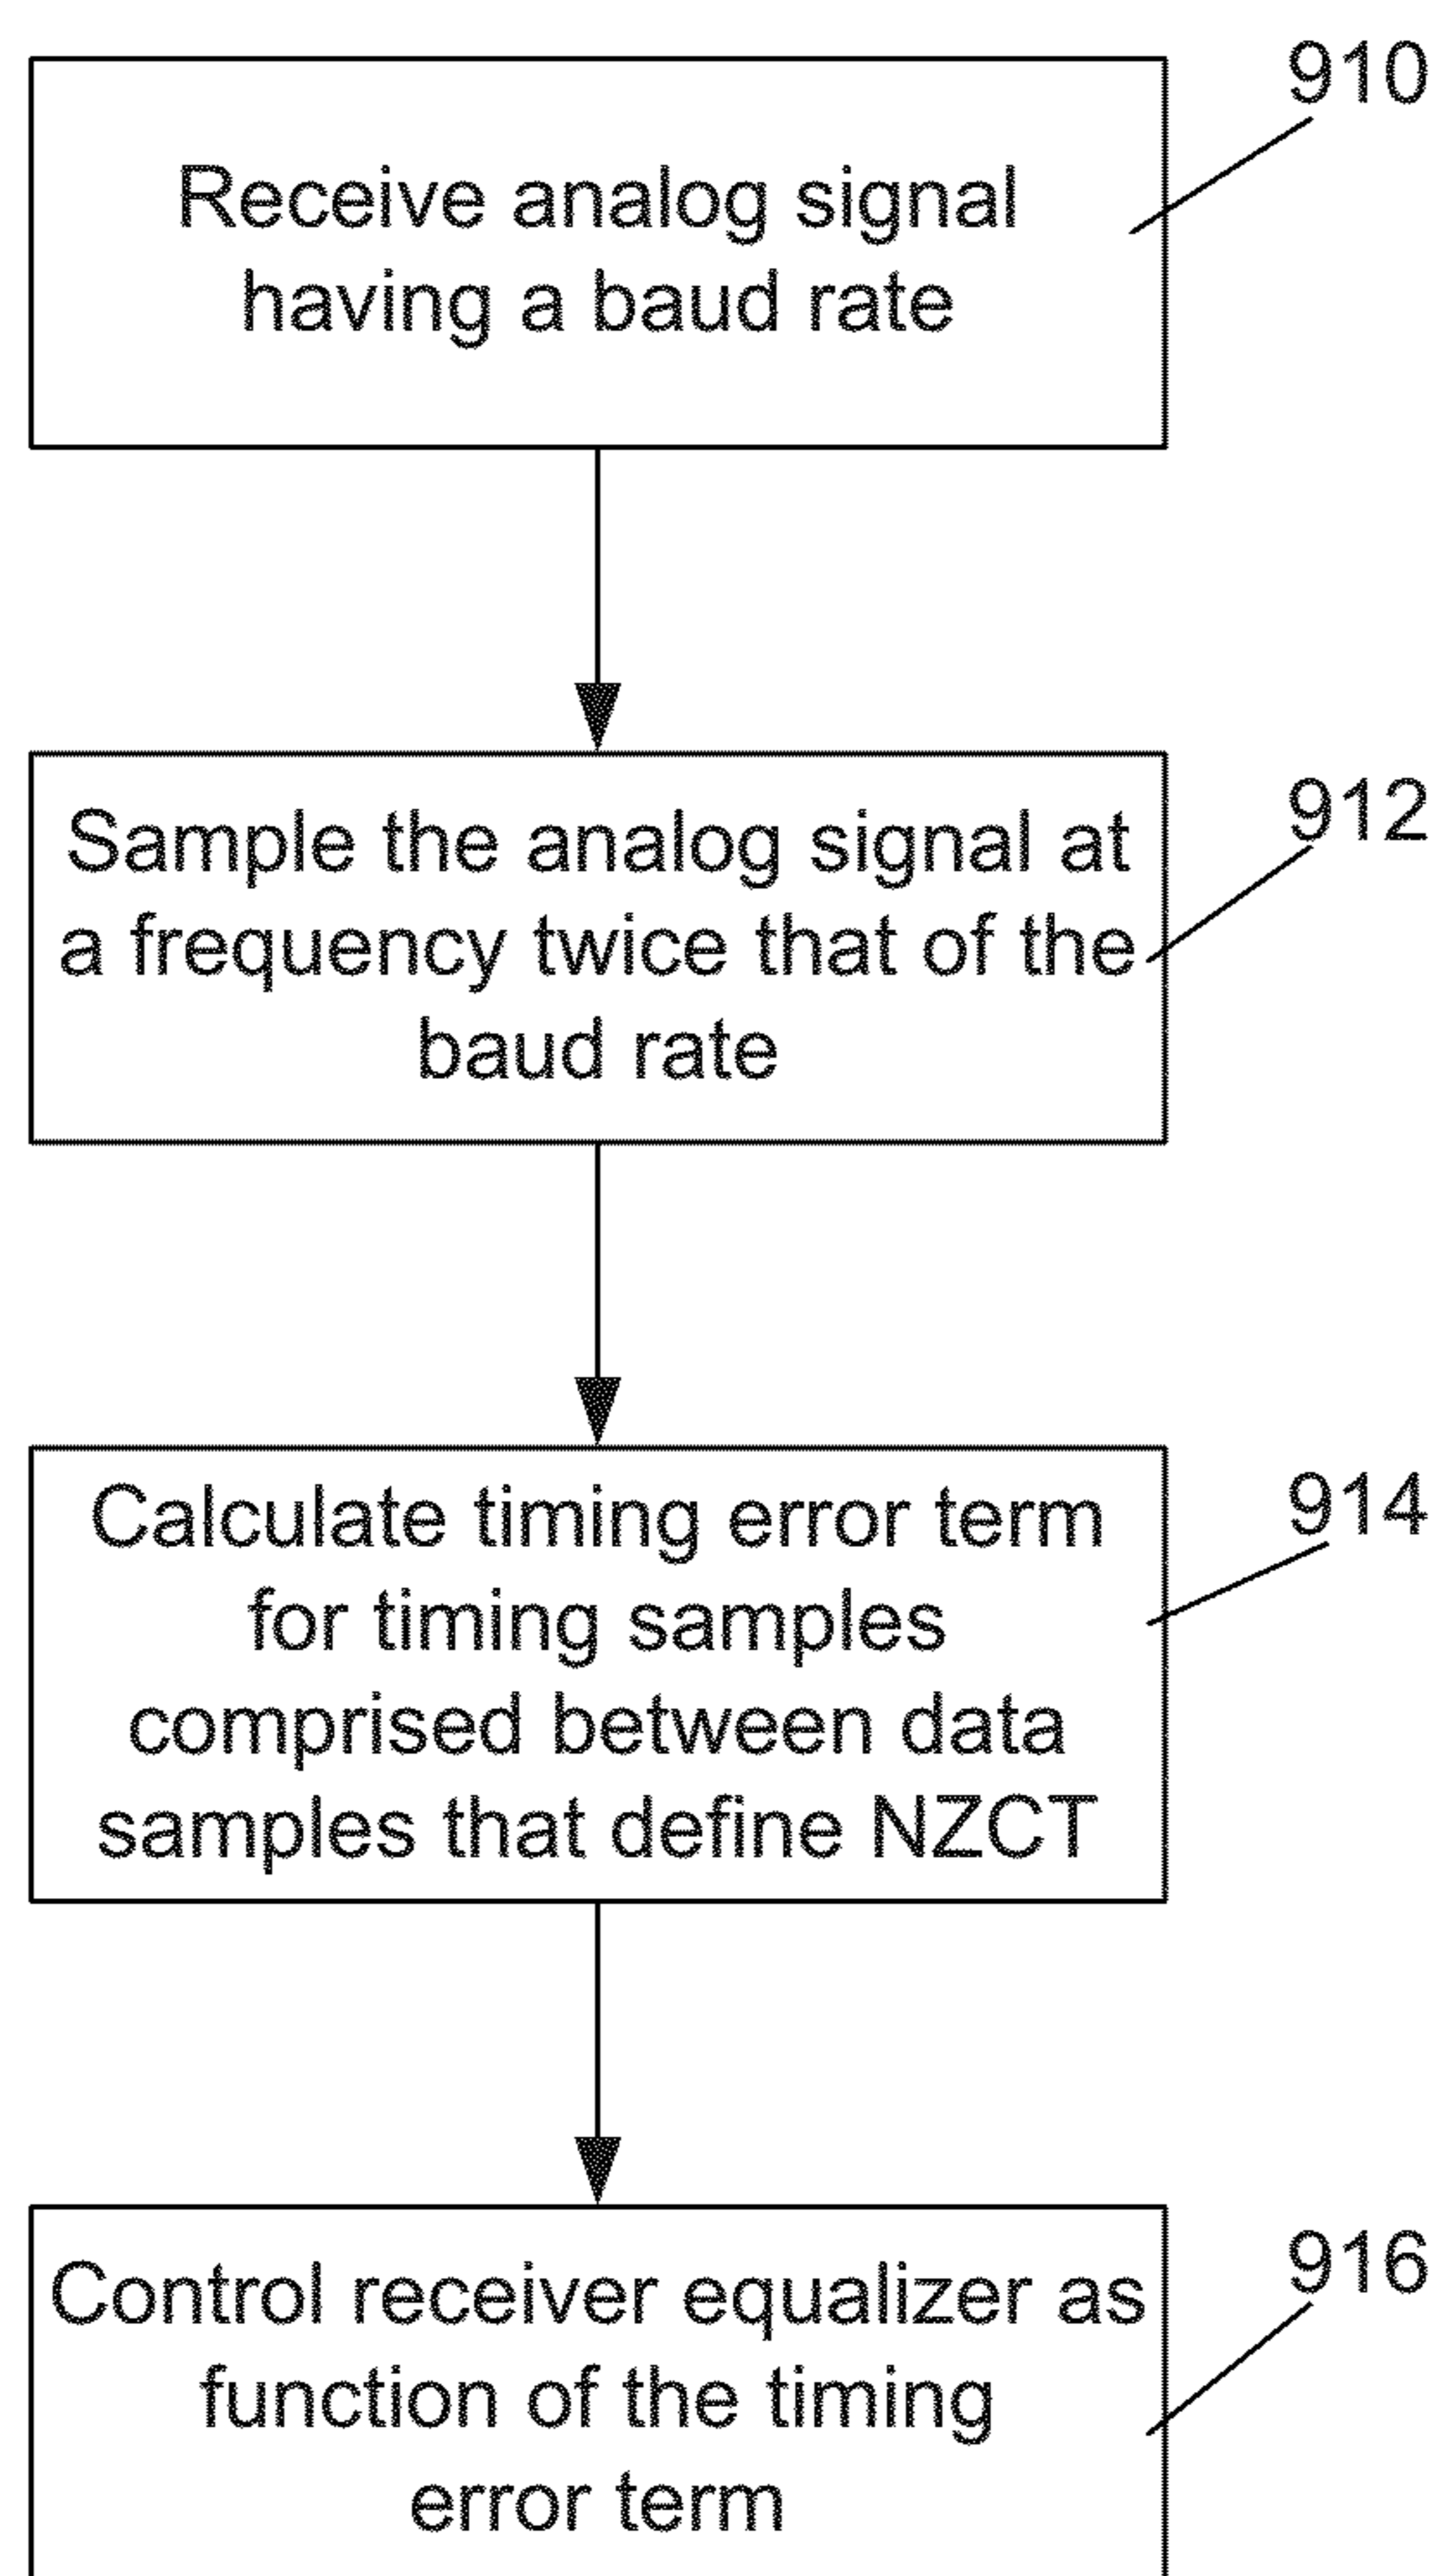 910
Receive analog signal
having a baud rate
912
Sample the analog signal at
a frequency twice that of the
baud rate
914
Calculate timing error term
for timing samples
comprised between data
samples that define NZCT
916
Control receiver equalizer as
function of the timing
error term